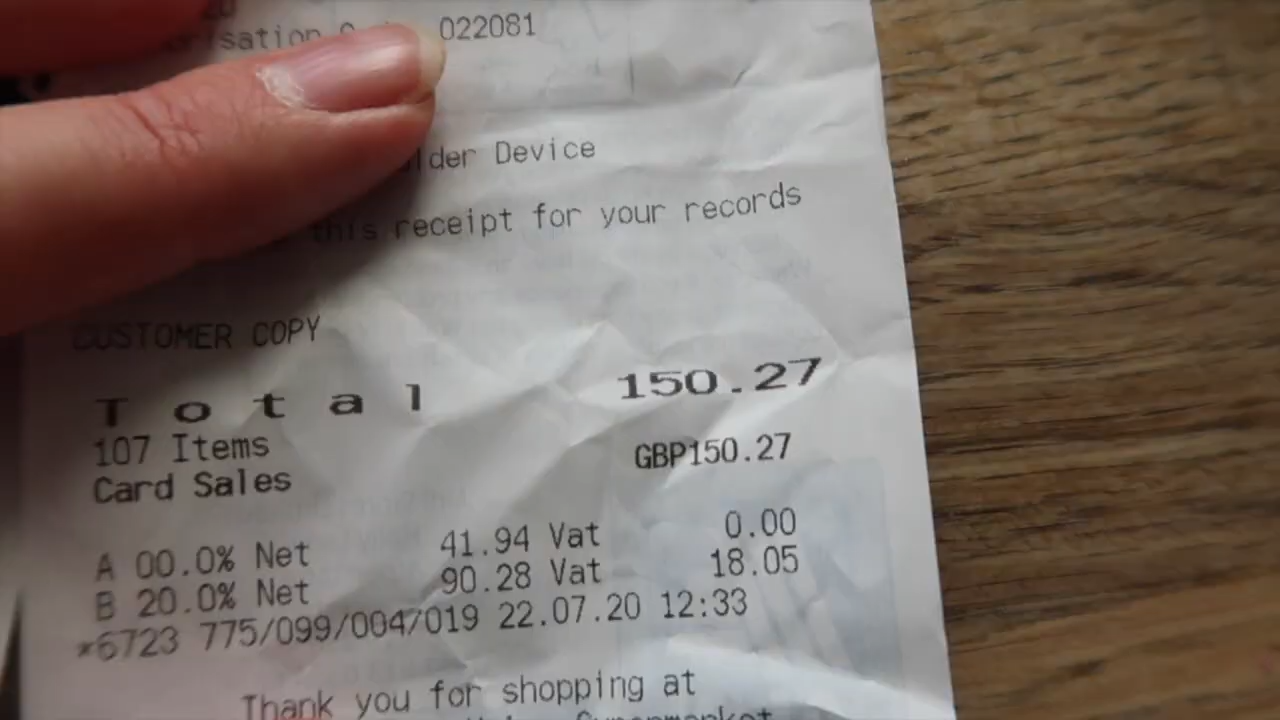 022081
Device
this receipt for your records
CUSTOMER COPY
Total 150.27
107 Items
Card Sales GBP150.27
A 00.0% Net 41.94 Vat 0.00
B 20.0% Net 90.28 Vat 18.05
*6723 775/099/004/019 22.07.20 12:33
Thank you for shopping at